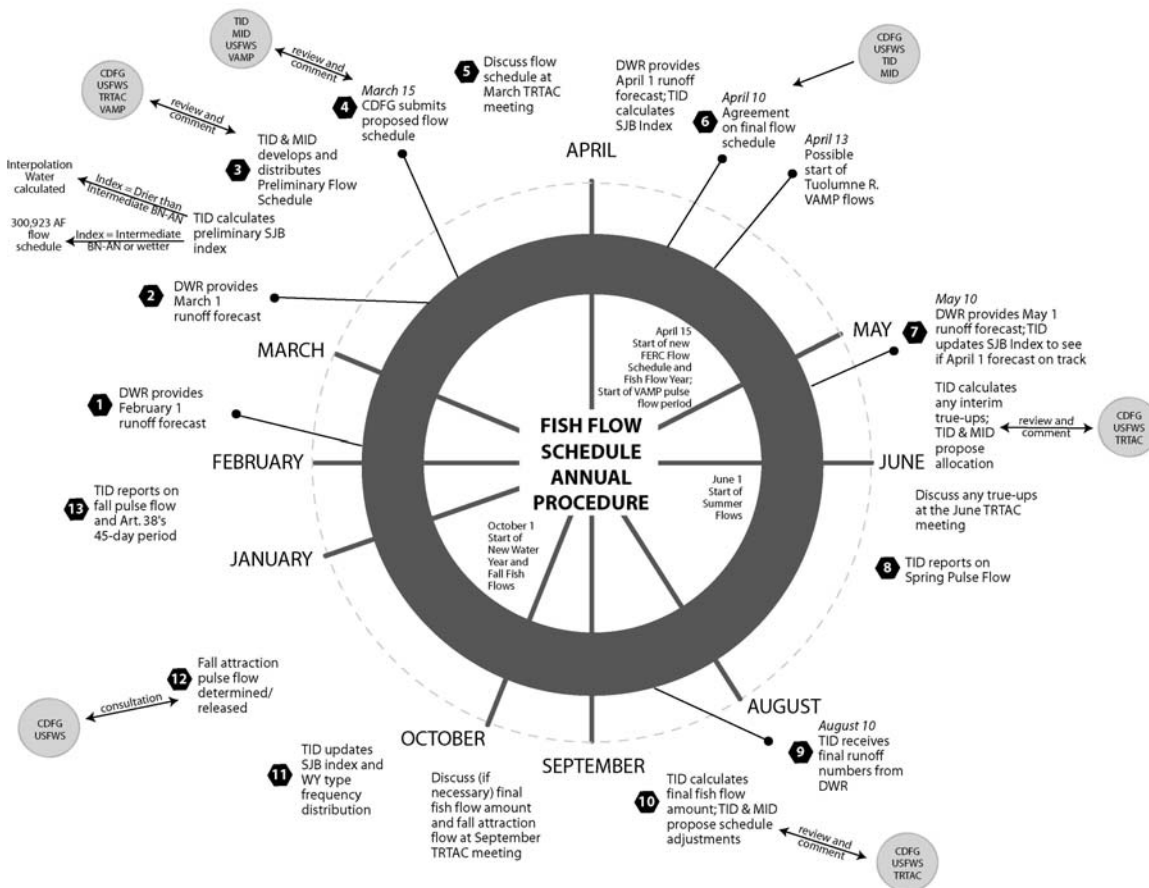 TID
MID
USFWS
VAMP
review and
comment
CDFG
USFWS
TRTAC
VAMP
review and
comment
5
Discuss flow
schedule at
March TRTAC
meeting
4
March 15
CDFG submits
proposed flow
schedule
3
TID & MID
develops and
distributes
Preliminary Flow
Schedule
Interpolation
Water
calculated
Index = Drier than
Intermediate BN-AN
300,923 AF
flow
schedule
Index = Intermediate
BN-AN or wetter
TID calculates
preliminary SJB
index
2
DWR provides
March 1
runoff forecast
MARCH
1
DWR provides
February 1
runoff forecast
FEBRUARY
13
TID reports on
fall pulse flow
and Art. 38's
45-day period
JANUARY
12
Fall attraction
pulse flow
determined/
released
consultation
CDFG
USFWS
11
TID updates
SJB index and
WY type
frequency
distribution
OCTOBER
Discuss (if
necessary) final
fish flow amount
and fall attraction
flow at September
TRTAC meeting
SEPTEMBER
10
TID calculates
final fish flow
amount; TID & MID
propose schedule
adjustments
review and
comment
CDFG
USFWS
TRTAC
AUGUST
9
August 10
TID receives
final runoff
numbers from
DWR
8
TID reports on
Spring Pulse Flow
Discuss any true-ups
at the June TRTAC
meeting
JUNE
TID calculates
any interim
true-ups;
TID & MID
propose
allocation
review and
comment
CDFG
USFWS
TRTAC
MAY
7
May 10
DWR provides May 1
runoff forecast; TID
updates SJB Index to see
if April 1 forecast on track
April 13
Possible
start of
Tuolumne R.
VAMP flows
6
April 10
Agreement
on final flow
schedule
DWR provides
April 1 runoff
forecast; TID
calculates
SJB Index
CDFG
USFWS
TID
MID
APRIL
April 15
Start of new
FERC Flow
Schedule and
Fish Flow Year;
Start of VAMP pulse
flow period
FISH FLOW
SCHEDULE
ANNUAL
PROCEDURE
June 1
Start of
Summer
Flows
October 1
Start of
New Water
Year and
Fall Fish
Flows